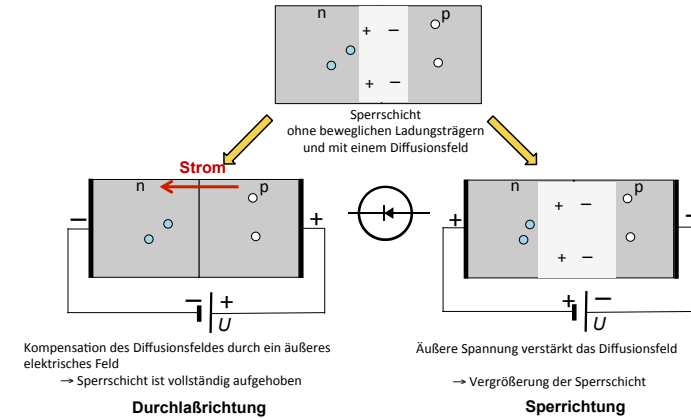 n p
+ −
+ −
Sperrschicht
ohne beweglichen Ladungsträgern
und mit einem Diffusionsfeld
Strom
n p
− +
− +
U
Kompensation des Diffusionsfeldes durch ein äußeres
elektrisches Feld
→ Sperrschicht ist vollständig aufgehoben
Durchlaßrichtung
n p
+ −
+ −
+ −
+ −
U
Äußere Spannung verstärkt das Diffusionsfeld
→ Vergrößerung der Sperrschicht
Sperrichtung